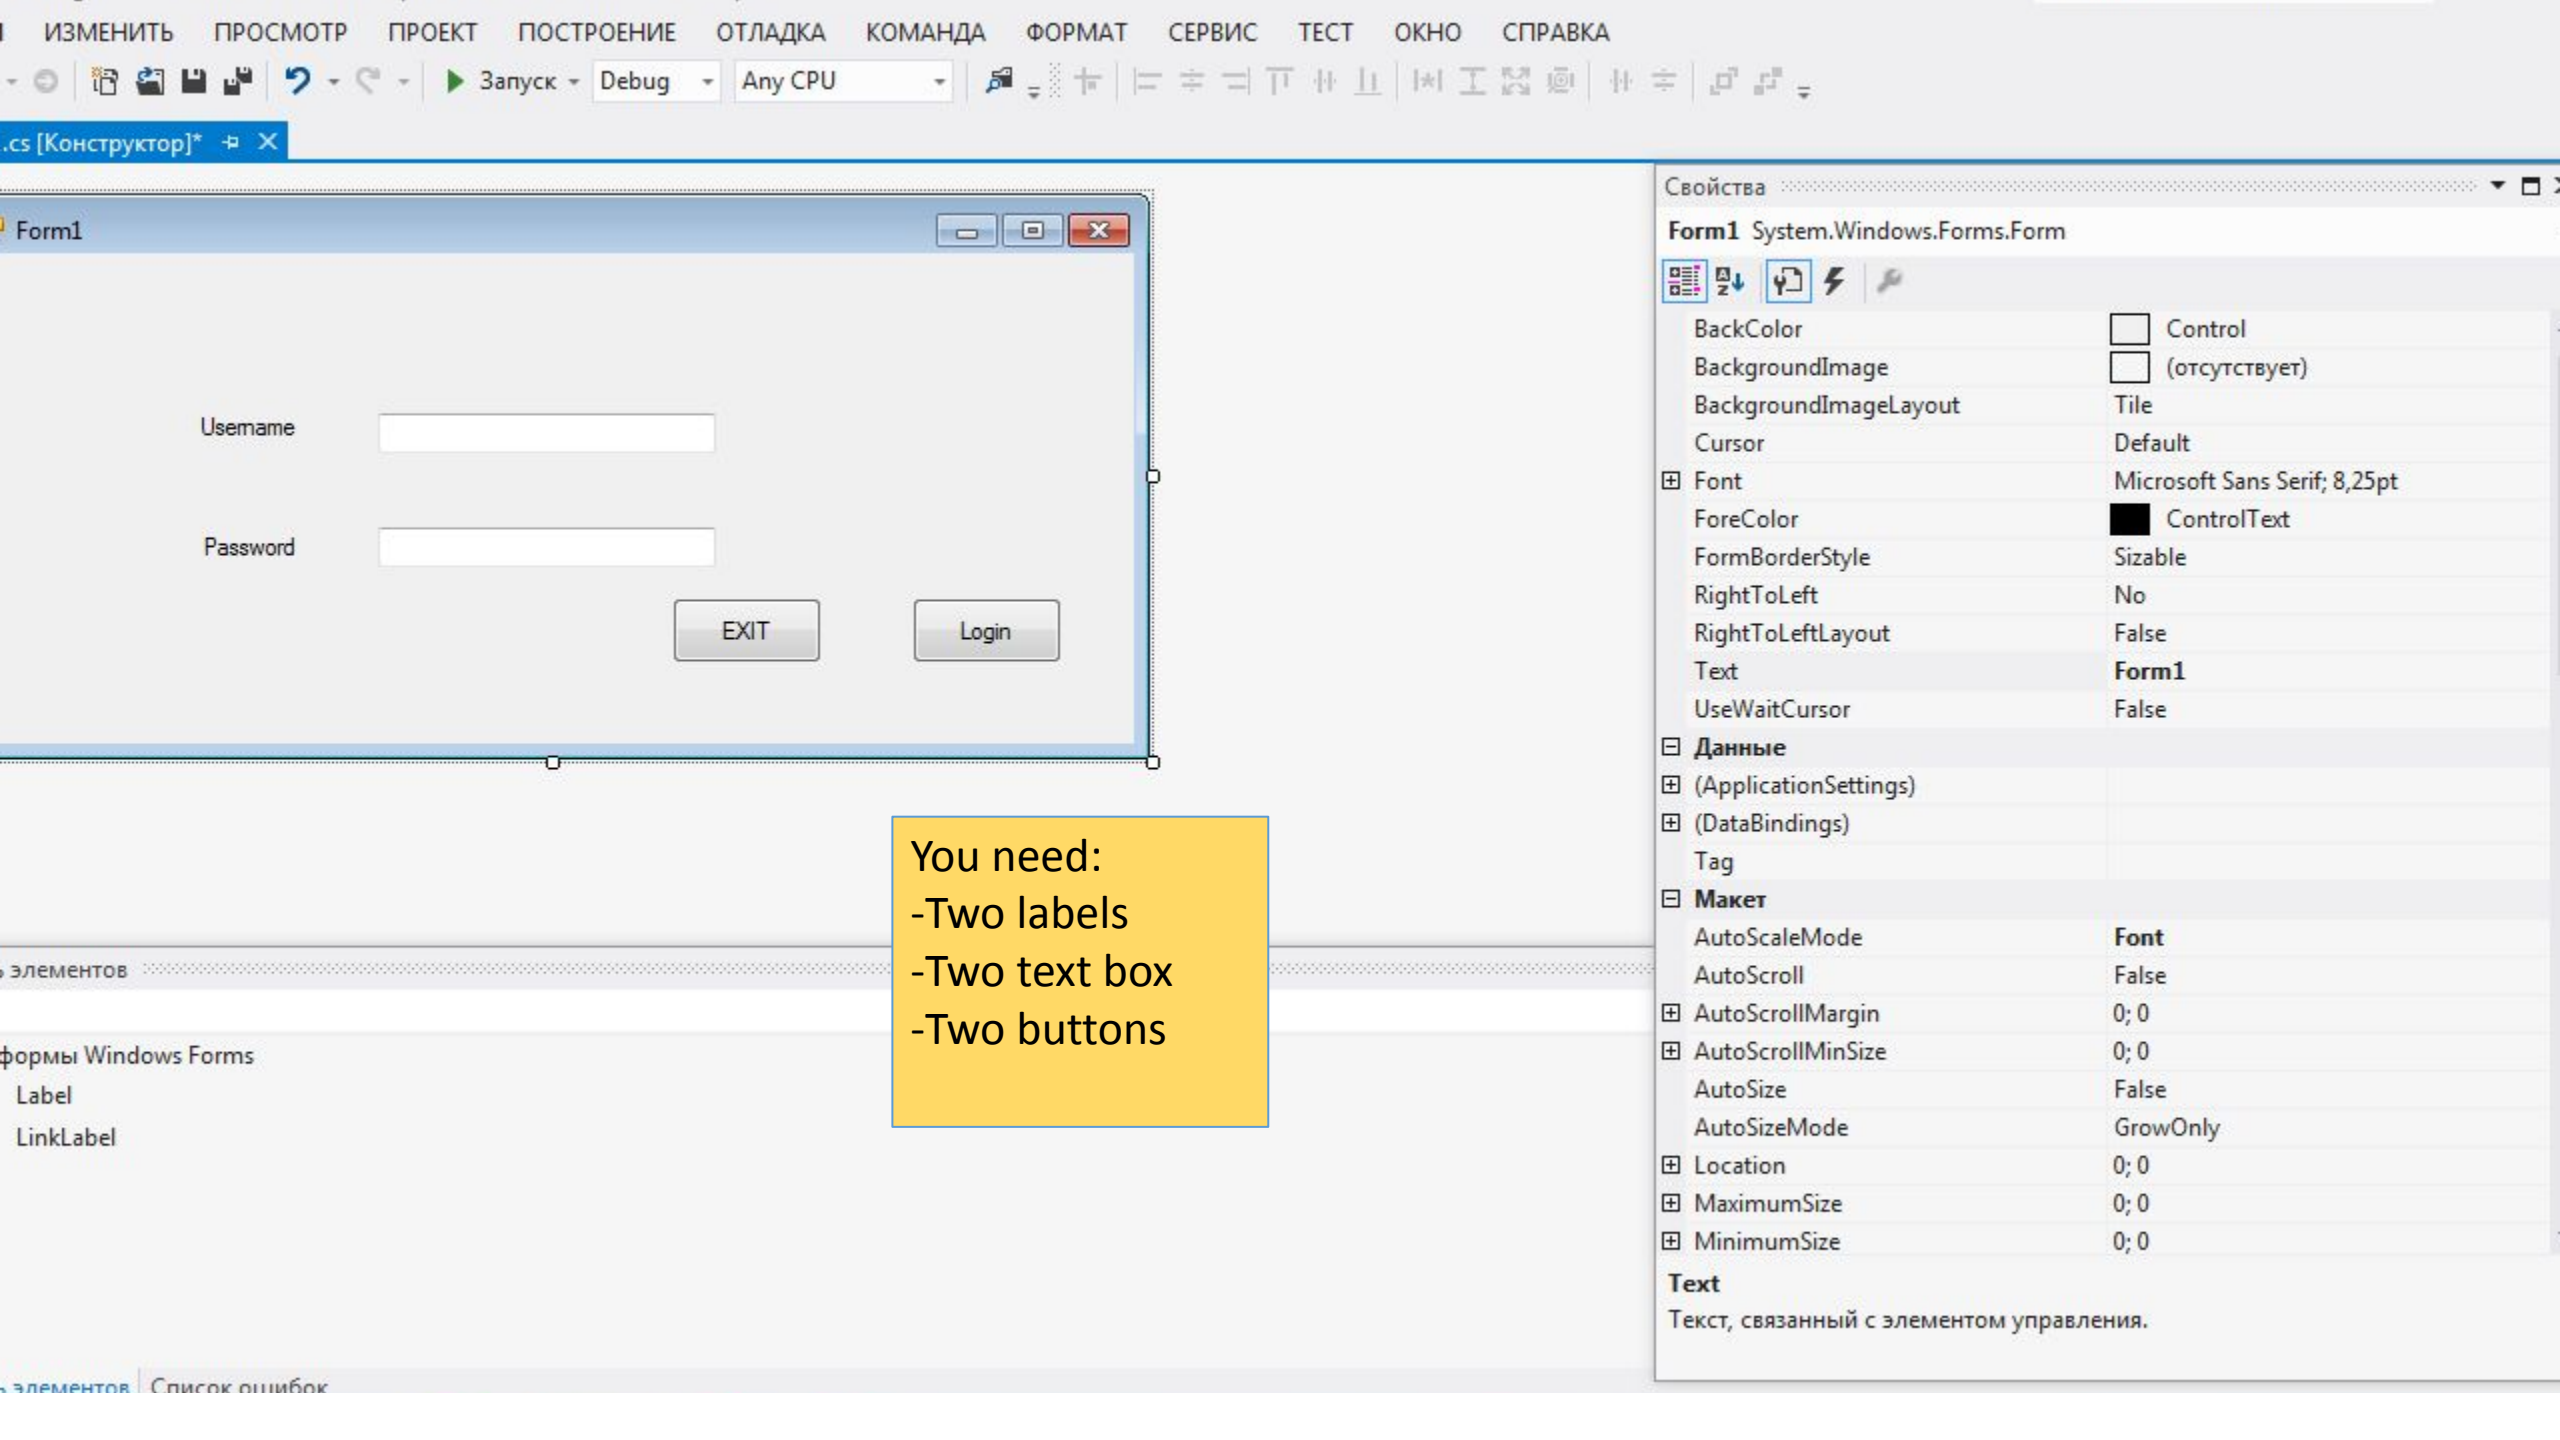 ИЗМЕНИТЬ ПРОСМОТР ПРОЕКТ ПОСТРОЕНИЕ ОТЛАДКА КОМАНДА ФОРМАТ СЕРВИС ТЕСТ ОКНО СПРАВКА
Запуск Debug Any CPU
.cs [Конструктор]*
Form1
Username
Password
EXIT Login
You need:
-Two labels
-Two text box
-Two buttons
элементов
формы Windows Forms
Label
LinkLabel
элементов Список ошибок
Свойства
Form1 System.Windows.Forms.Form
BackColor Control
BackgroundImage (отсутствует)
BackgroundImageLayout Tile
Cursor Default
Font Microsoft Sans Serif; 8,25pt
ForeColor ControlText
FormBorderStyle Sizable
RightToLeft No
RightToLeftLayout False
Text Form1
UseWaitCursor False
Данные
(ApplicationSettings)
(DataBindings)
Tag
Макет
AutoScaleMode Font
AutoScroll False
AutoScrollMargin 0; 0
AutoScrollMinSize 0; 0
AutoSize False
AutoSizeMode GrowOnly
Location 0; 0
MaximumSize 0; 0
MinimumSize 0; 0
Text
Текст, связанный с элементом управления.